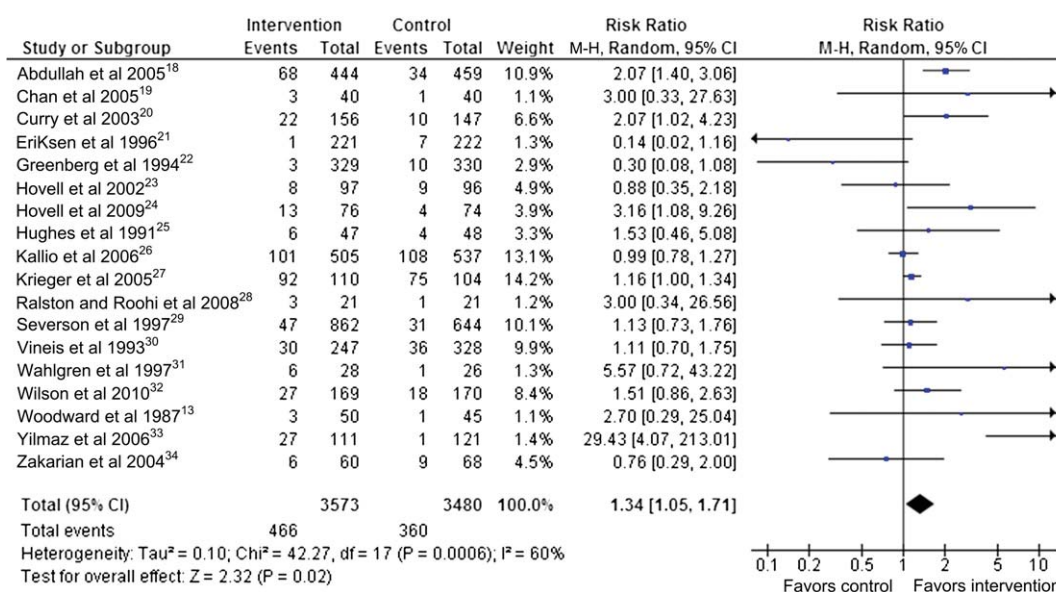 Intervention Control Risk Ratio Risk Ratio
Study or Subgroup Events Total Events Total Weight M-H, Random, 95% CI M-H, Random, 95% CI
Abdullah et al 2005¹⁸ 68 444 34 459 10.9% 2.07 [1.40, 3.06]
Chan et al 2005¹⁹ 3 40 1 40 1.1% 3.00 [0.33, 27.63]
Curry et al 2003²⁰ 22 156 10 147 6.6% 2.07 [1.02, 4.23]
EriKsen et al 1996²¹ 1 221 7 222 1.3% 0.14 [0.02, 1.16]
Greenberg et al 1994²² 3 329 10 330 2.9% 0.30 [0.08, 1.08]
Hovell et al 2002²³ 8 97 9 96 4.9% 0.88 [0.35, 2.18]
Hovell et al 2009²⁴ 13 76 4 74 3.9% 3.16 [1.08, 9.26]
Hughes et al 1991²⁵ 6 47 4 48 3.3% 1.53 [0.46, 5.08]
Kallio et al 2006²⁶ 101 505 108 537 13.1% 0.99 [0.78, 1.27]
Krieger et al 2005²⁷ 92 110 75 104 14.2% 1.16 [1.00, 1.34]
Ralston and Roohi et al 2008²⁸ 3 21 1 21 1.2% 3.00 [0.34, 26.56]
Severson et al 1997²⁹ 47 862 31 644 10.1% 1.13 [0.73, 1.76]
Vineis et al 1993³⁰ 30 247 36 328 9.9% 1.11 [0.70, 1.75]
Wahlgren et al 1997³¹ 6 28 1 26 1.3% 5.57 [0.72, 43.22]
Wilson et al 2010³² 27 169 18 170 8.4% 1.51 [0.86, 2.63]
Woodward et al 1987¹³ 3 50 1 45 1.1% 2.70 [0.29, 25.04]
Yilmaz et al 2006³³ 27 111 1 121 1.4% 29.43 [4.07, 213.01]
Zakarian et al 2004³⁴ 6 60 9 68 4.5% 0.76 [0.29, 2.00]
Total (95% CI) 3573 3480 100.0% 1.34 [1.05, 1.71]
Total events 466 360
Heterogeneity: Tau² = 0.10; Chi² = 42.27, df = 17 (P = 0.0006); I² = 60%
Test for overall effect: Z = 2.32 (P = 0.02)
0.1 0.2 0.5 1 2 5 10
Favors control Favors intervention